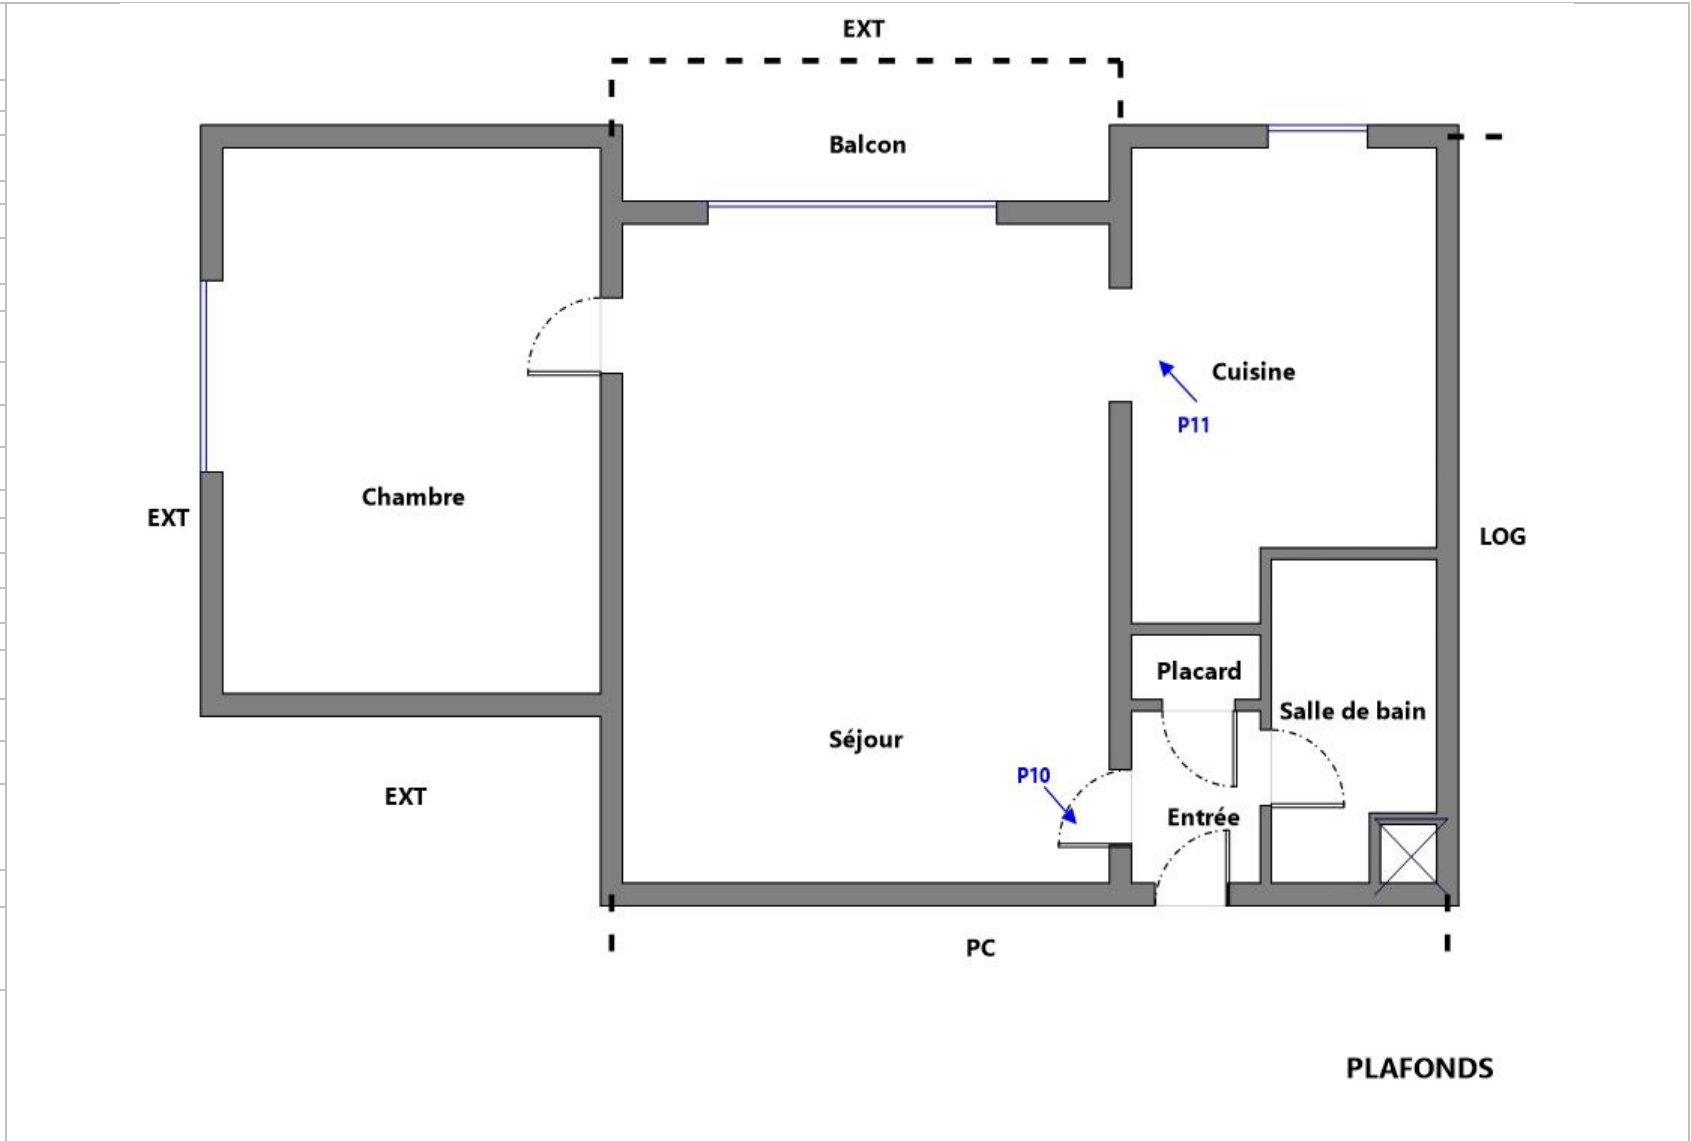 EXT
Balcon
Cuisine
P11
Chambre
EXT
LOG
Placard
Salle de bain
Séjour
P10
EXT
Entrée
PC
PLAFONDS